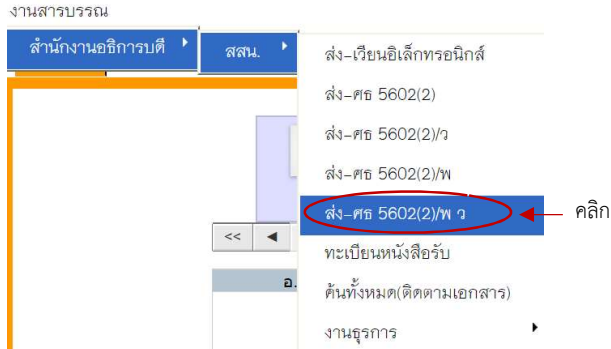 งานสารบรรณ
สำนักงานอธิการบดี
สสน.
ส่ง-เวียนอิเล็กทรอนิกส์
ส่ง-ศธ 5602(2)
ส่ง-ศธ 5602(2)/ว
ส่ง-ศธ 5602(2)/พ
ส่ง-ศธ 5602(2)/พ ว
คลิก
<<
ทะเบียนหนังสือรับ
อ.
ค้นทั้งหมด(ติดตามเอกสาร)
งานธุรการ